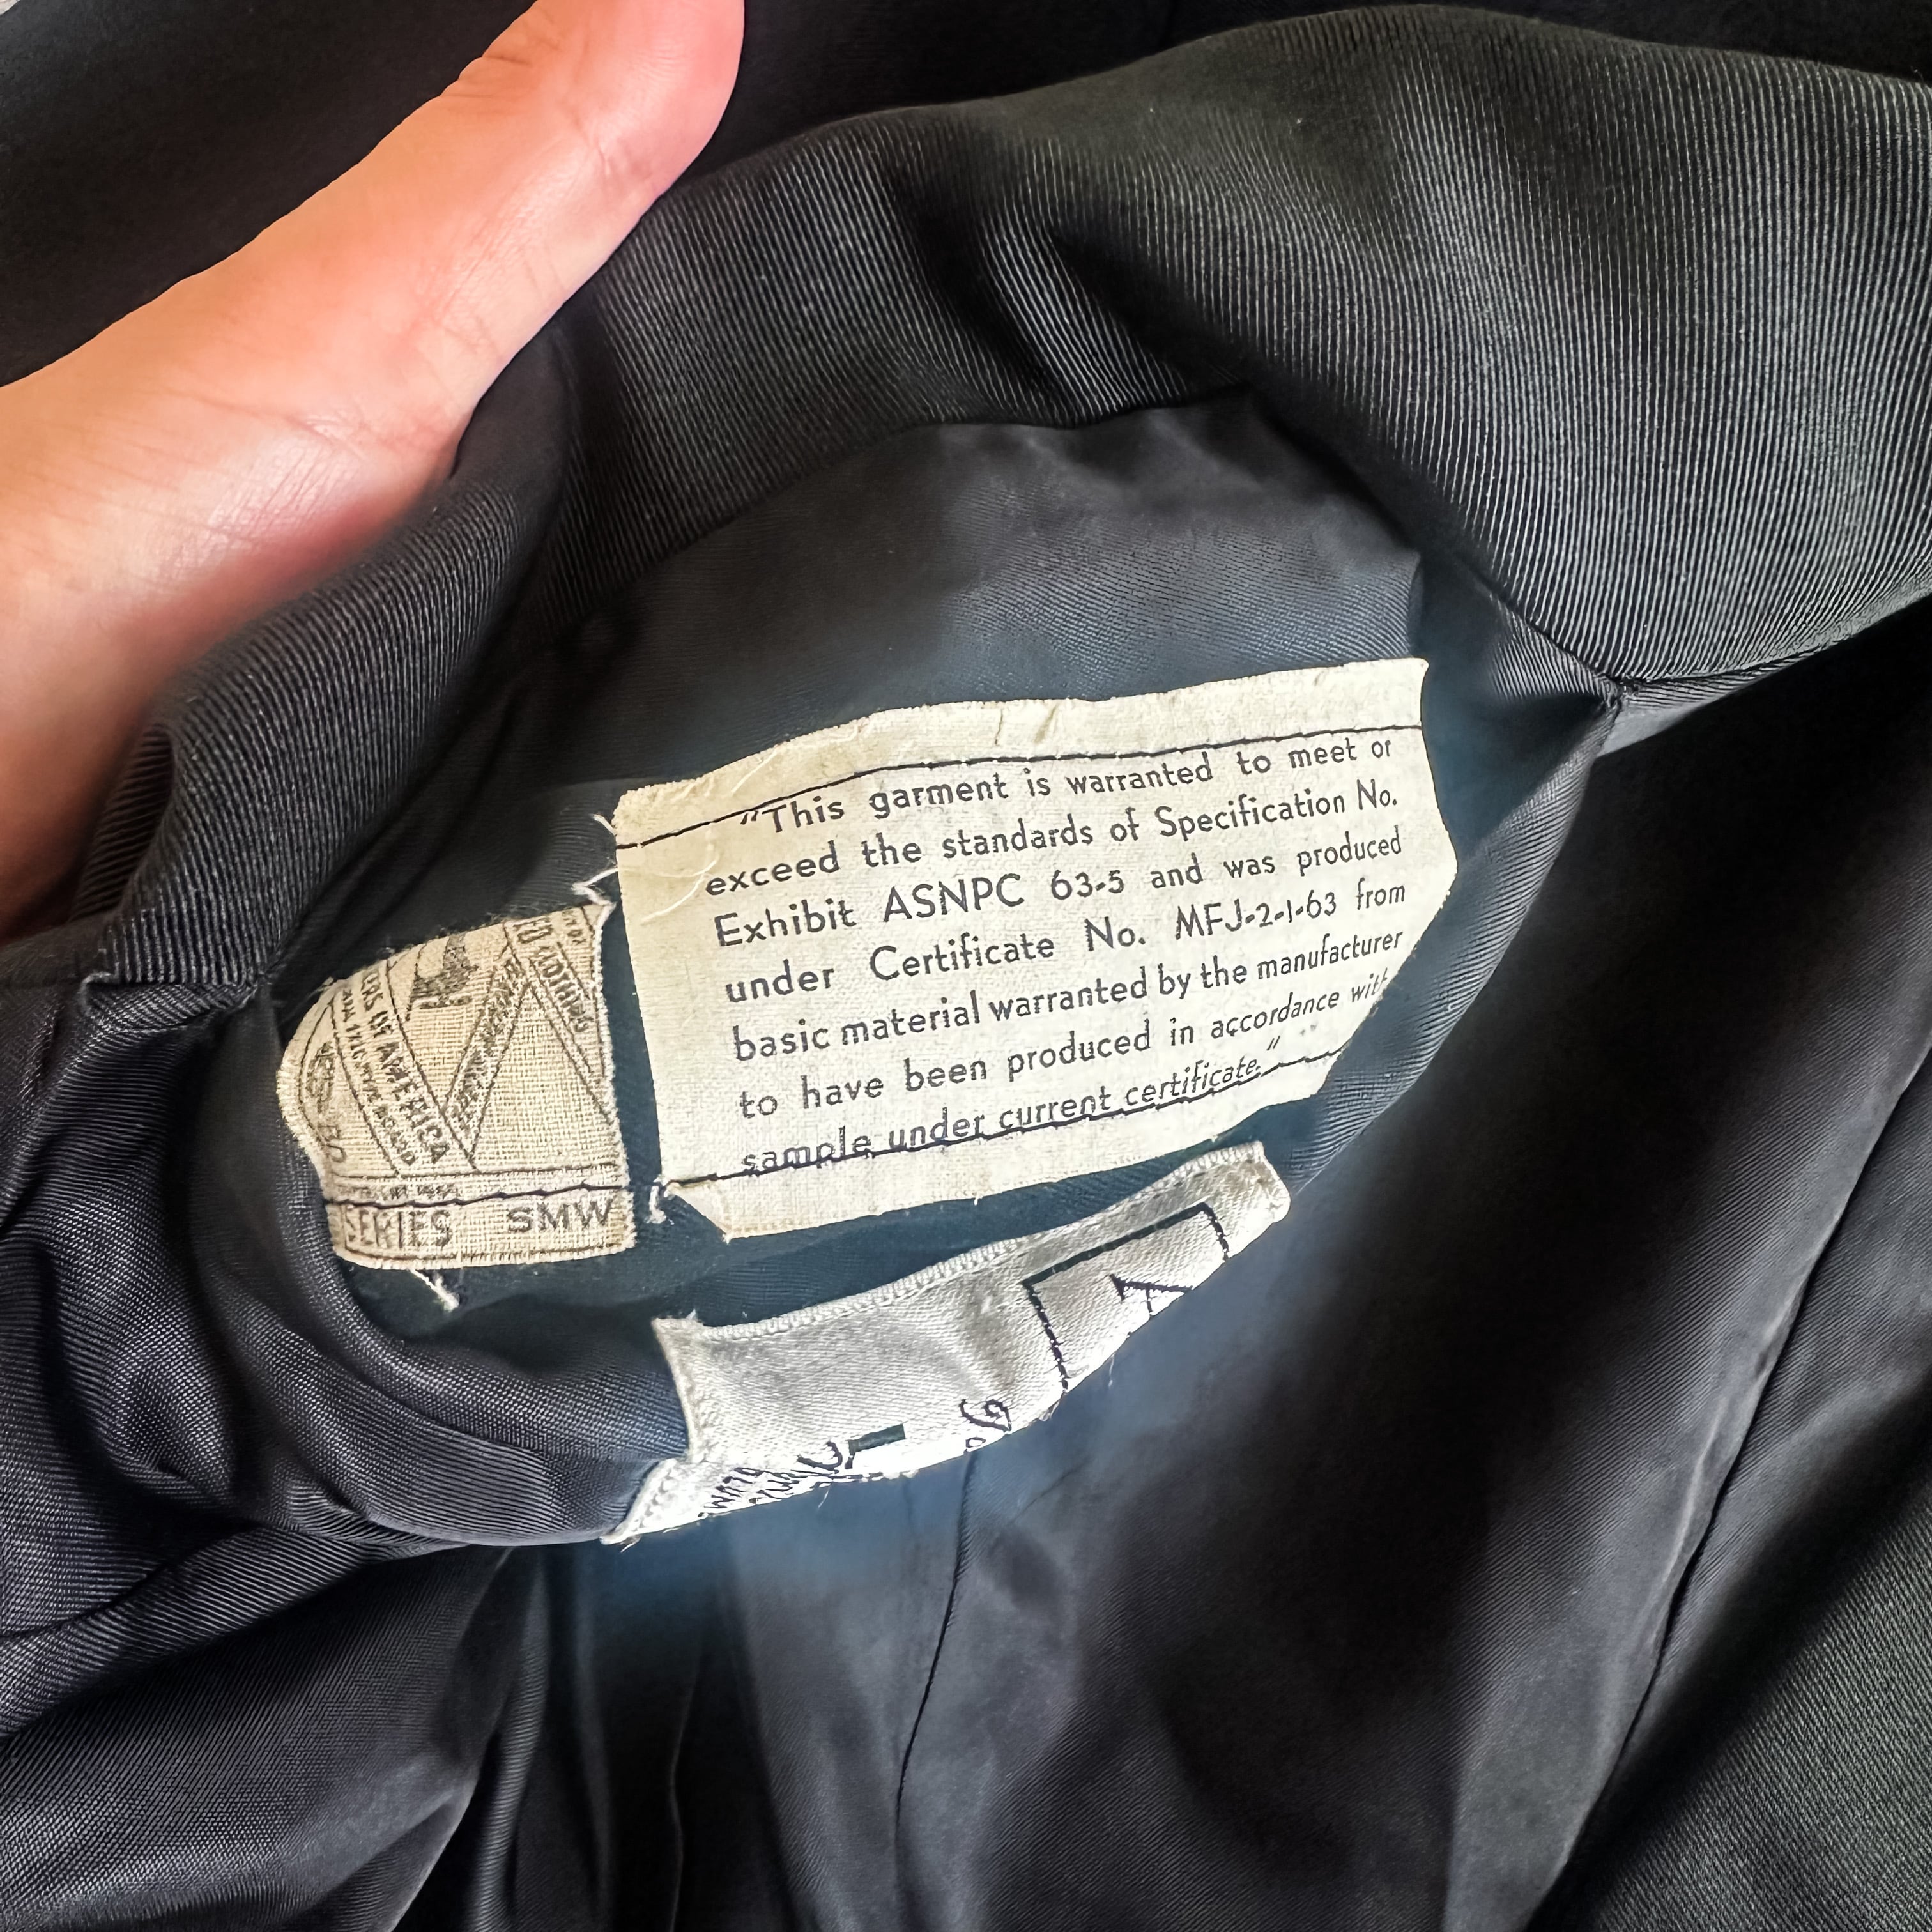 "This garment is warranted to meet or
exceed the standards of Specification No.
Exhibit ASNPC 63-5 and was produced
under Certificate No. MFJ-2-1-63 from
basic material warranted by the manufacturer
to have been produced in accordance with
sample under current certificate."
OF AMERICA
CLOTHING
SERIES SMW